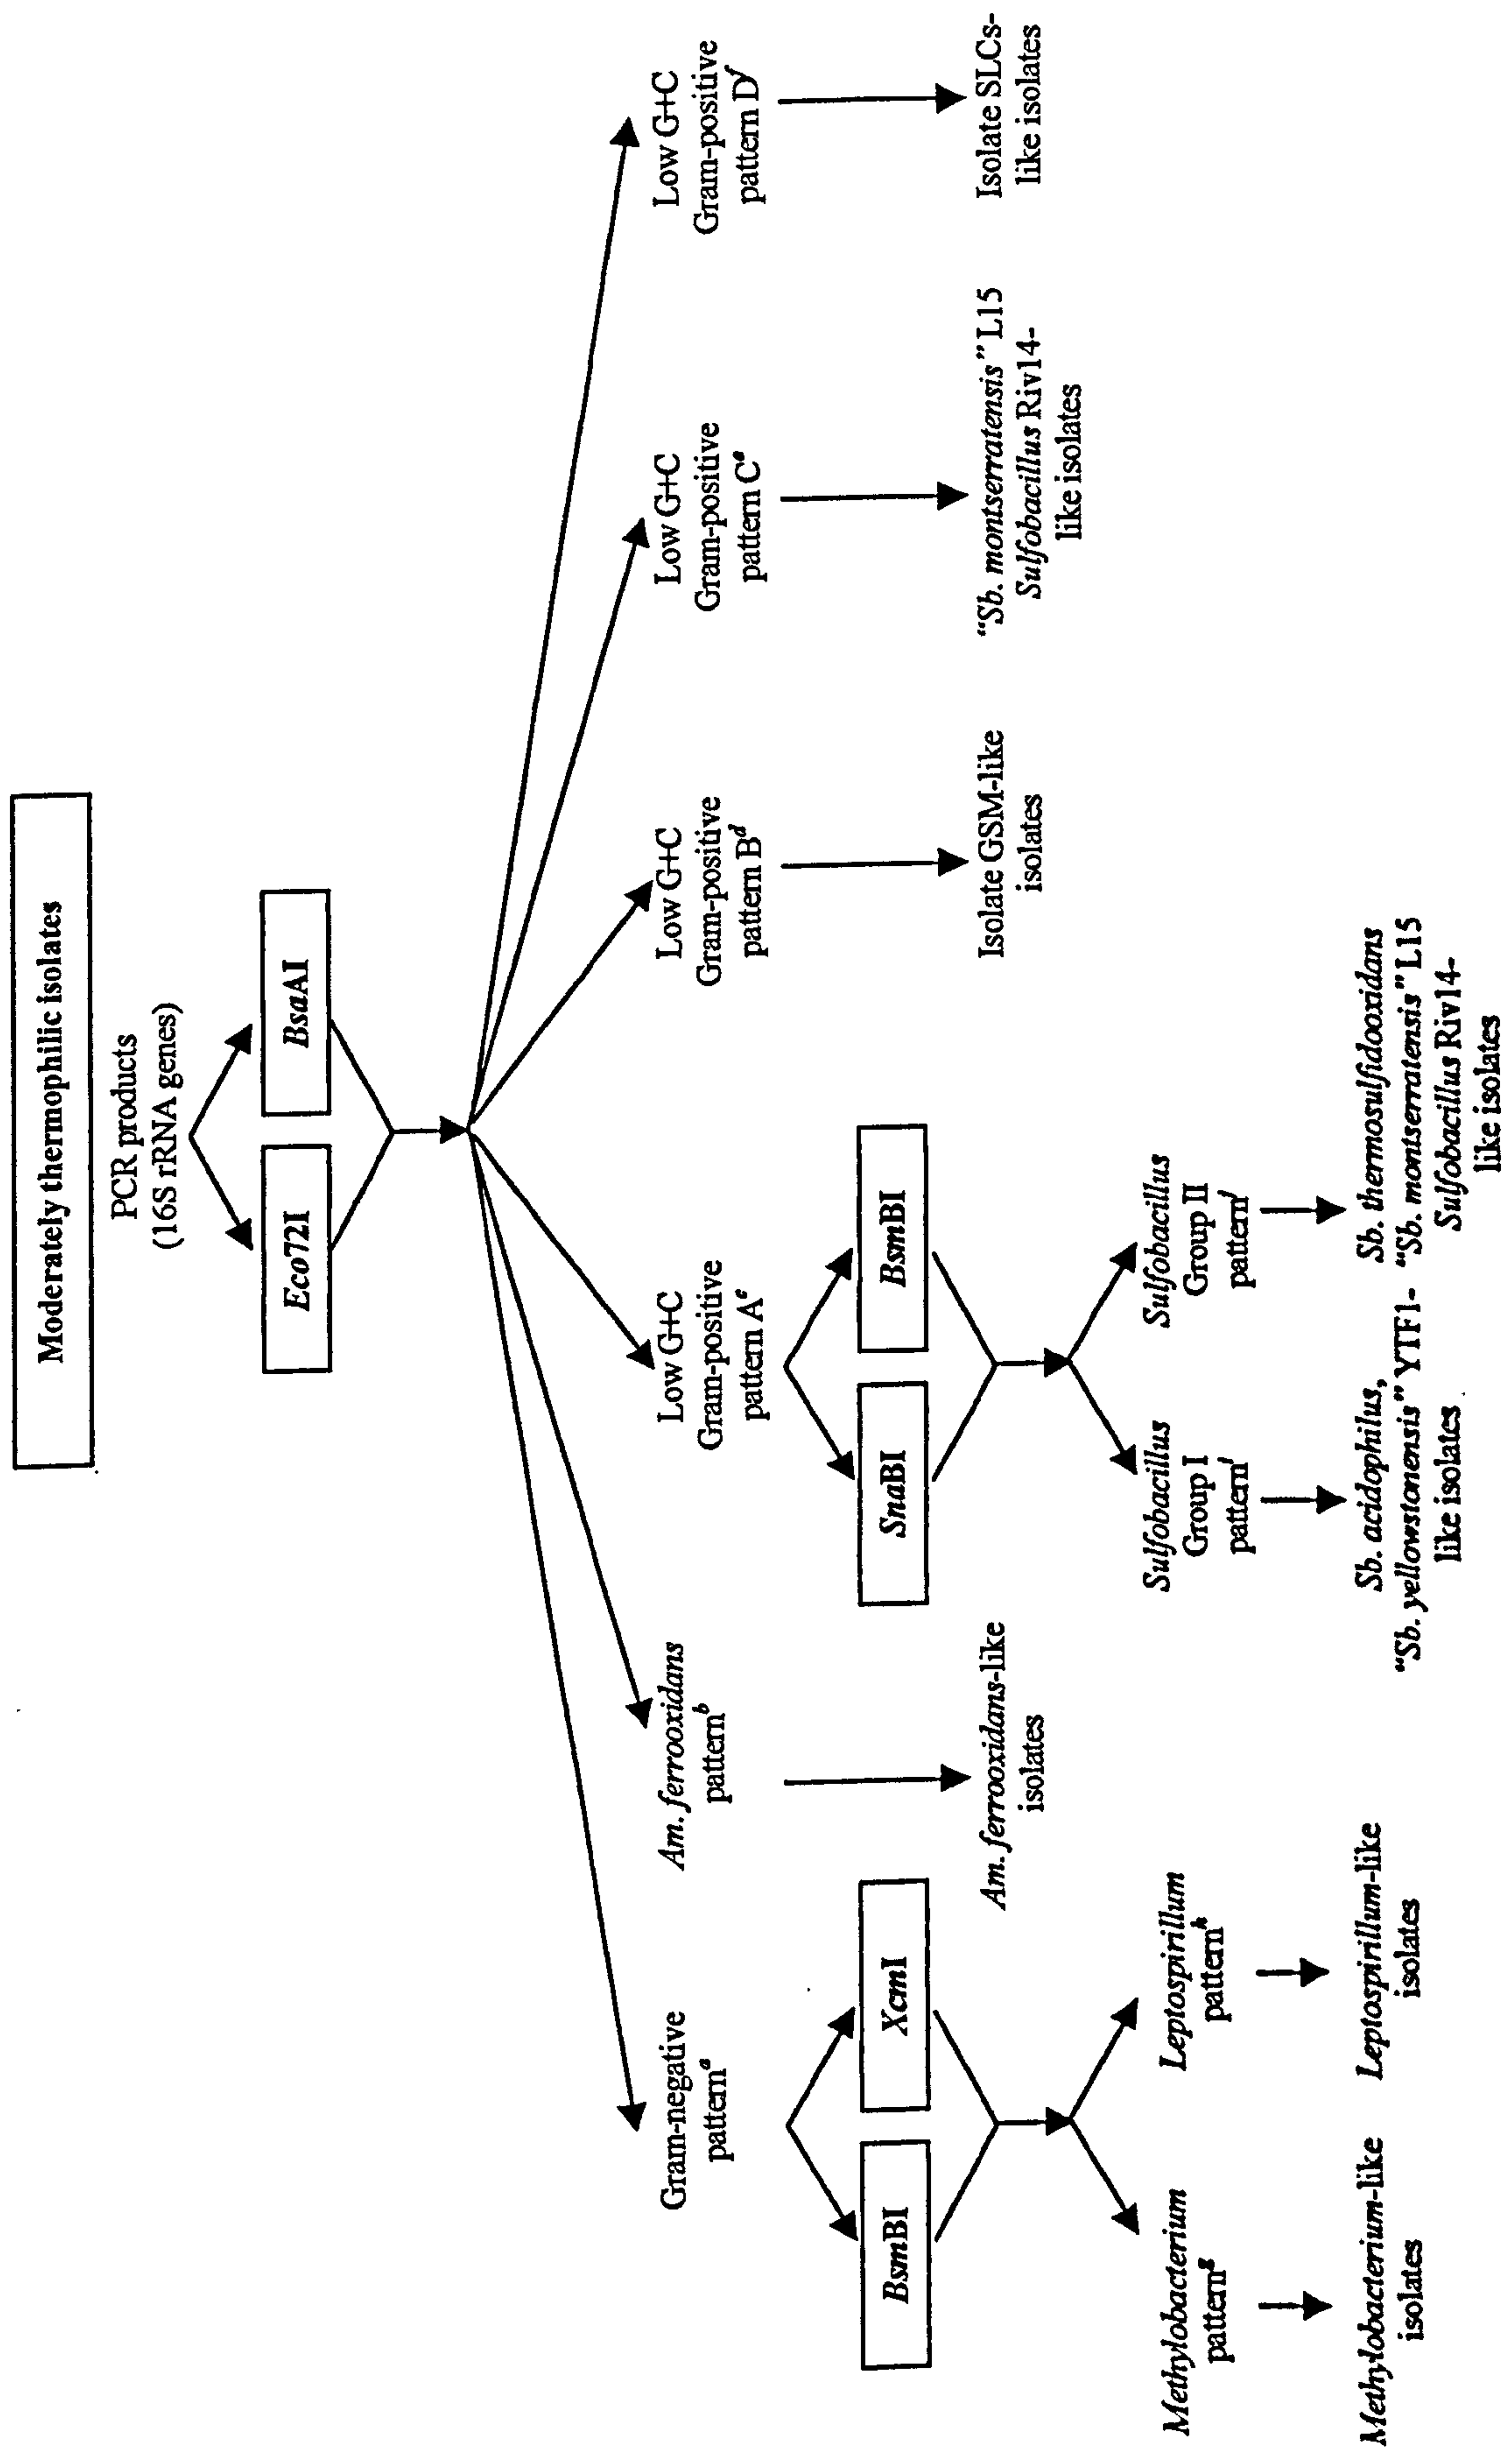 Moderately thermophilic isolates
PCR products
(16S rRNA genes)
Eco72I
BsaAI
Gram-negative
pattern^a
Am. ferrooxidans
pattern^b
Low G+C
Gram-positive
pattern A^c
Low G+C
Gram-positive
pattern B^d
Low G+C
Gram-positive
pattern C^e
Low G+C
Gram-positive
pattern D^f
BsmBI
XcmI
Am. ferrooxidans-like
isolates
SnaBI
BsmBI
Isolate GSM-like
isolates
"Sb. montserratensis" L15
Sulfobacillus Riv14-
like isolates
Isolate SLCs-
like isolates
Methylobacterium
pattern^g
Leptospirillum
pattern^h
Sulfobacillus
Group I
pattern^i
Sulfobacillus
Group II
pattern^j
Methylobacterium-like
isolates
Leptospirillum-like
isolates
Sb. acidophilus,
"Sb. yellowstonensis" YTF1-
like isolates
Sb. thermosulfidooxidans
"Sb. montserratensis" L15
Sulfobacillus Riv14-
like isolates